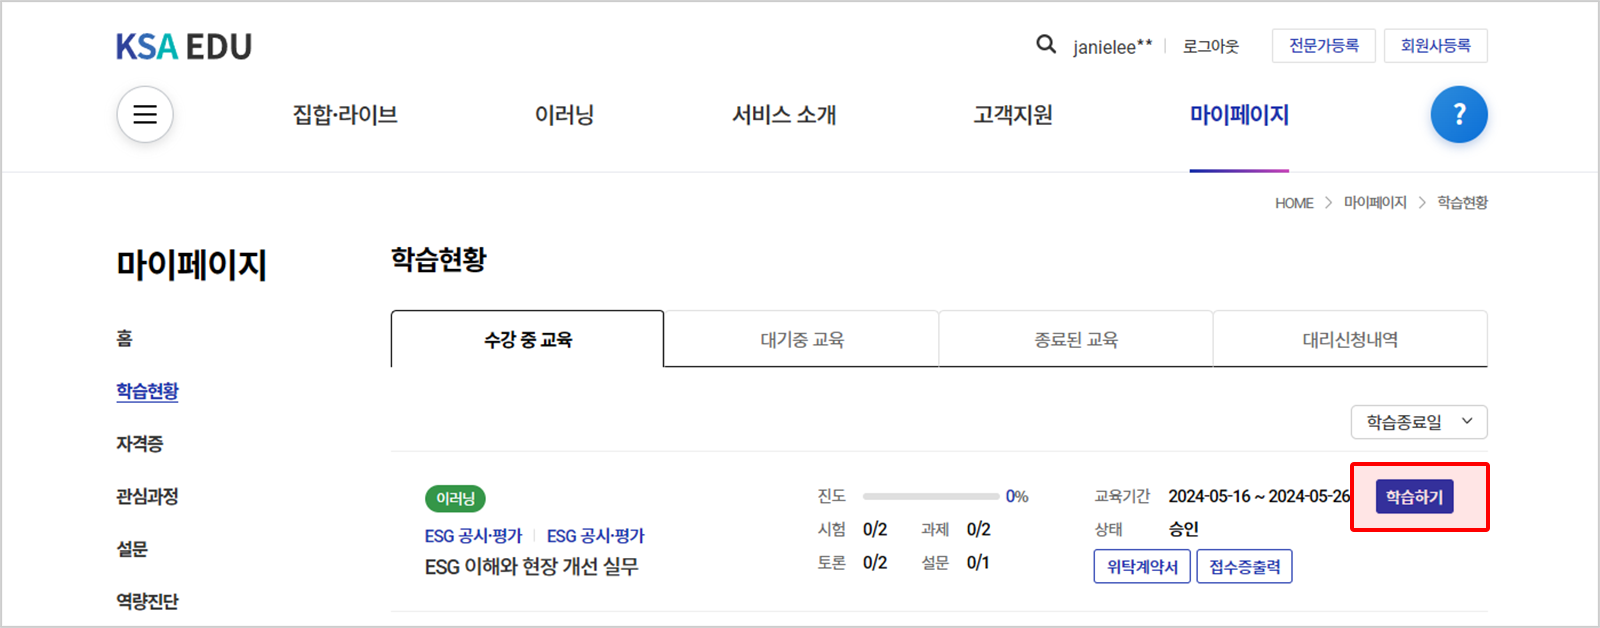 KSA EDU
janielee** 로그아웃 전문가등록 회원사등록
집합·라이브 이러닝 서비스 소개 고객지원 마이페이지 ?
HOME > 마이페이지 > 학습현황
마이페이지
홈
학습현황
자격증
관심과정
설문
역량진단
학습현황
수강 중 교육 대기중 교육 종료된 교육 대리신청내역
학습종료일
이러닝
ESG 공시·평가 ESG 공시·평가
ESG 이해와 현장 개선 실무
진도 0%
시험 0/2 과제 0/2
토론 0/2 설문 0/1
교육기간 2024-05-16 ~ 2024-05-26
상태 승인
위탁계약서 접수증출력
학습하기